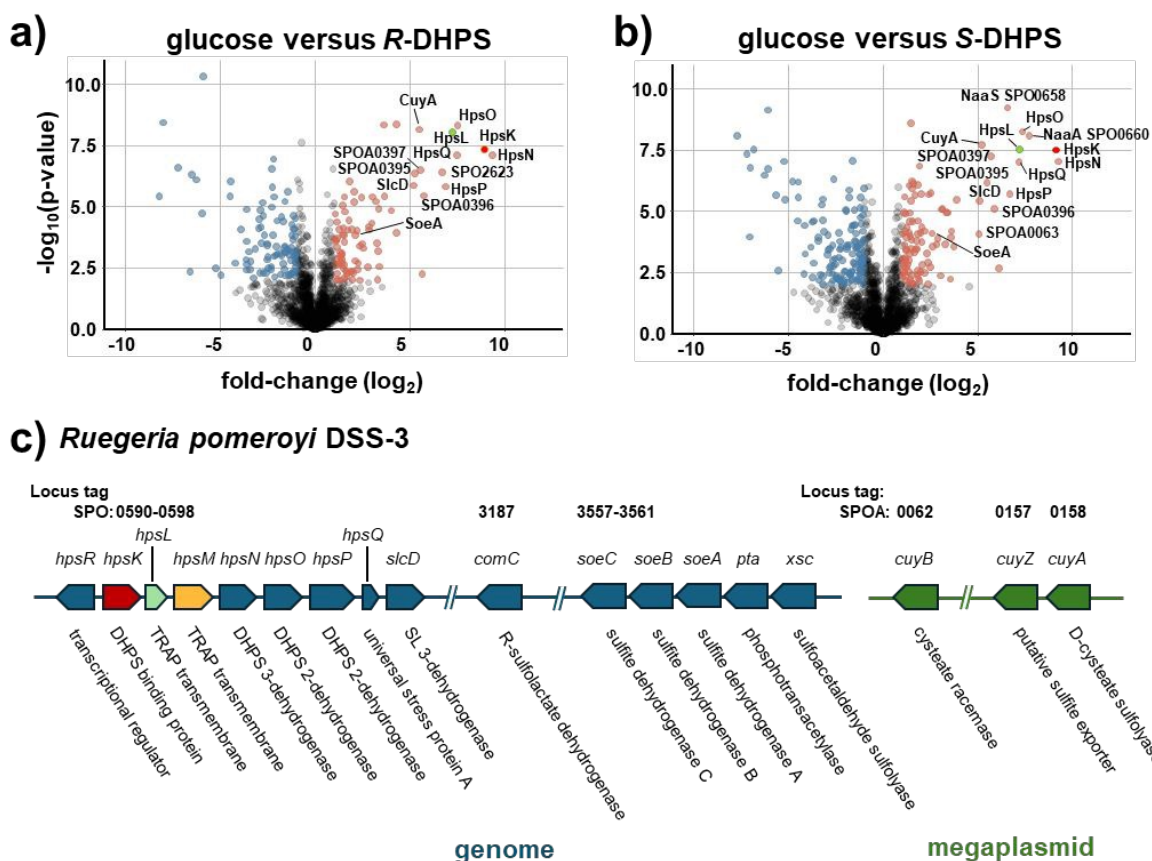 a) glucose versus R-DHPS
10.0
7.5
5.0
2.5
0.0
-log10(p-value)
-10
-5
0
5
10
fold-change (log2)
CuyA
HpsO
HpsL
HpsK
SPOA0397
HpsQ
HpsN
SPOA0395
SPO2623
SlcD
HpsP
SPOA0396
SoeA
b) glucose versus S-DHPS
10.0
7.5
5.0
2.5
0.0
-10
-5
0
5
10
fold-change (log2)
NaaS SPO0658
HpsO
HpsL
CuyA
NaaA SPO0660
HpsK
SPOA0397
HpsN
SPOA0395
HpsQ
SlcD
HpsP
SPOA0396
SPOA0063
SoeA
c) Ruegeria pomeroyi DSS-3
Locus tag
SPO: 0590-0598
3187
3557-3561
Locus tag:
SPOA: 0062
0157
0158
hpsL
hpsQ
hpsR hpsK hpsM hpsN hpsO hpsP slcD comC soeC soeB soeA pta xsc cuyB cuyZ cuyA
transcriptional regulator
DHPS binding protein
TRAP transmembrane
TRAP transmembrane
DHPS 3-dehydrogenase
DHPS 2-dehydrogenase
DHPS 2-dehydrogenase
universal stress protein A
SL 3-dehydrogenase
R-sulfolactate dehydrogenase
sulfite dehydrogenase C
sulfite dehydrogenase B
sulfite dehydrogenase A
phosphotransacetylase
sulfoacetaldehyde sulfolyase
cysteate racemase
putative sulfite exporter
D-cysteate sulfolyase
genome
megaplasmid